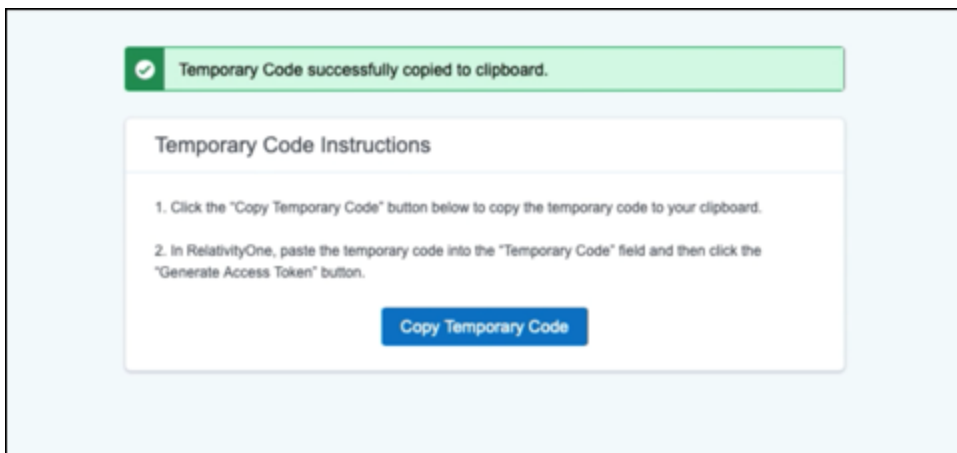 Temporary Code successfully copied to clipboard.
Temporary Code Instructions
1. Click the "Copy Temporary Code" button below to copy the temporary code to your clipboard.
2. In RelativityOne, paste the temporary code into the "Temporary Code" field and then click the
"Generate Access Token" button.
Copy Temporary Code